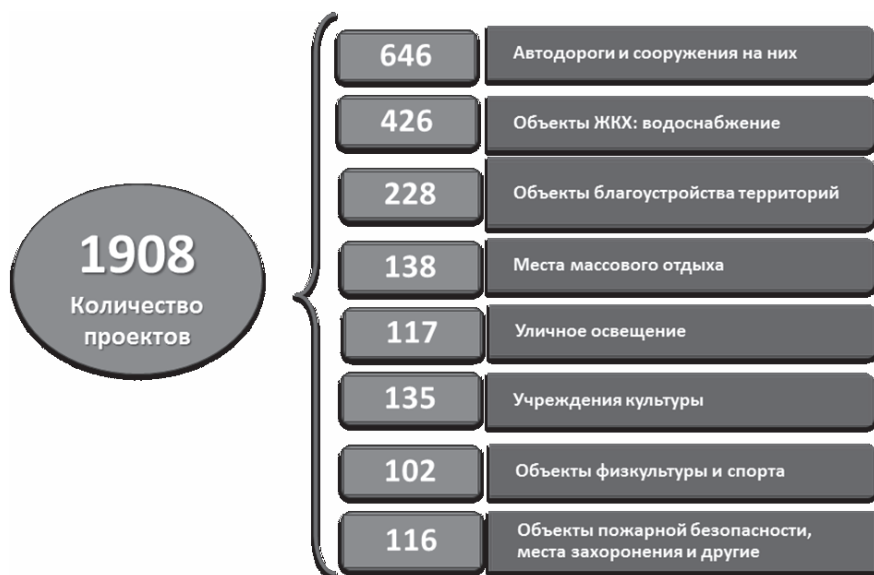 1908
Количество
проектов
646
Автодороги и сооружения на них
426
Объекты ЖКХ: водоснабжение
228
Объекты благоустройства территорий
138
Места массового отдыха
117
Уличное освещение
135
Учреждения культуры
102
Объекты физкультуры и спорта
116
Объекты пожарной безопасности,
места захоронения и другие